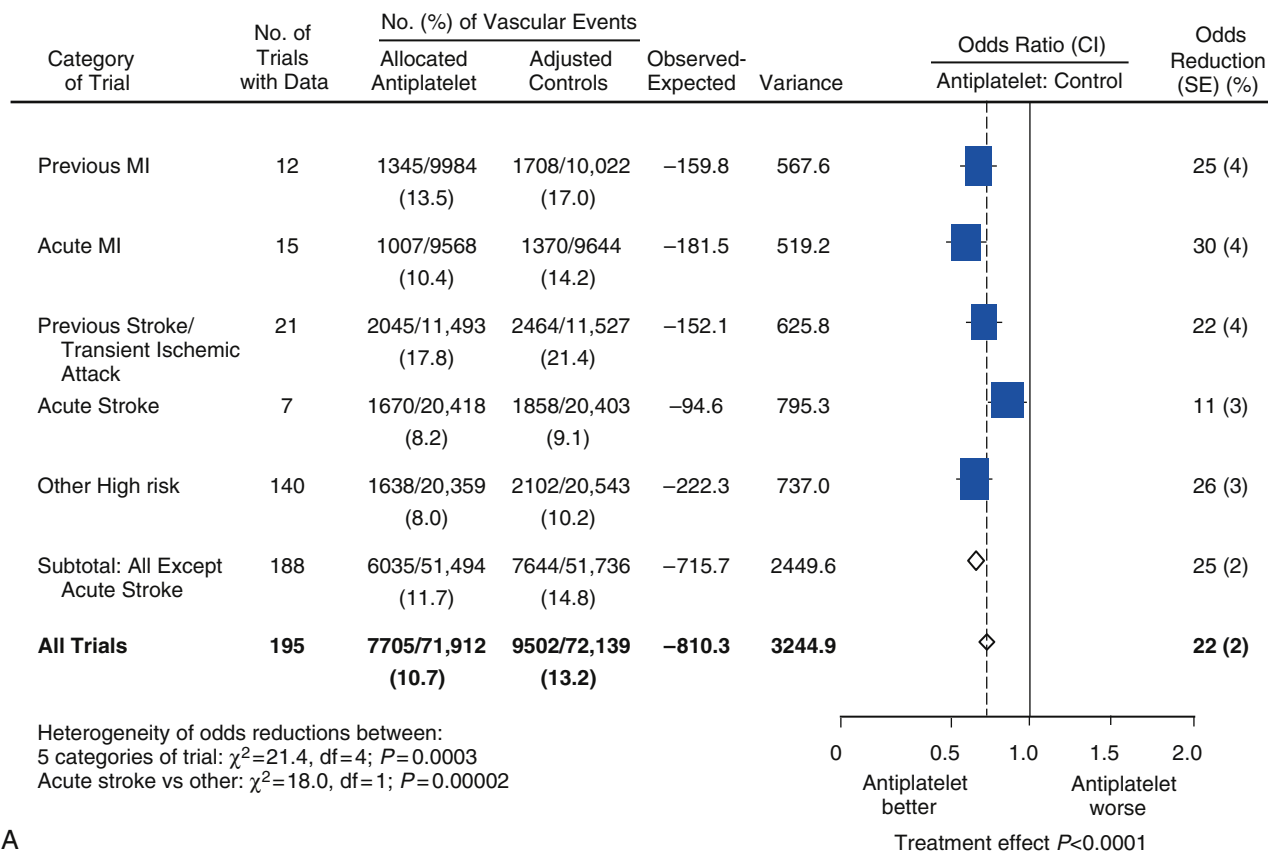 Category of Trial
No. of Trials with Data
No. (%) of Vascular Events
Allocated Antiplatelet
Adjusted Controls
Observed-Expected
Variance
Odds Ratio (CI)
Antiplatelet: Control
Odds Reduction (SE) (%)
Previous MI 12 1345/9984 1708/10,022 –159.8 567.6 25 (4)
(13.5) (17.0)
Acute MI 15 1007/9568 1370/9644 –181.5 519.2 30 (4)
(10.4) (14.2)
Previous Stroke/ 21 2045/11,493 2464/11,527 –152.1 625.8 22 (4)
Transient Ischemic (17.8) (21.4)
Attack
Acute Stroke 7 1670/20,418 1858/20,403 –94.6 795.3 11 (3)
(8.2) (9.1)
Other High risk 140 1638/20,359 2102/20,543 –222.3 737.0 26 (3)
(8.0) (10.2)
Subtotal: All Except 188 6035/51,494 7644/51,736 –715.7 2449.6 25 (2)
Acute Stroke (11.7) (14.8)
All Trials 195 7705/71,912 9502/72,139 –810.3 3244.9 22 (2)
(10.7) (13.2)
Heterogeneity of odds reductions between:
5 categories of trial: χ²=21.4, df=4; P=0.0003
Acute stroke vs other: χ²=18.0, df=1; P=0.00002
0 0.5 1.0 1.5 2.0
Antiplatelet better
Antiplatelet worse
Treatment effect P<0.0001
A